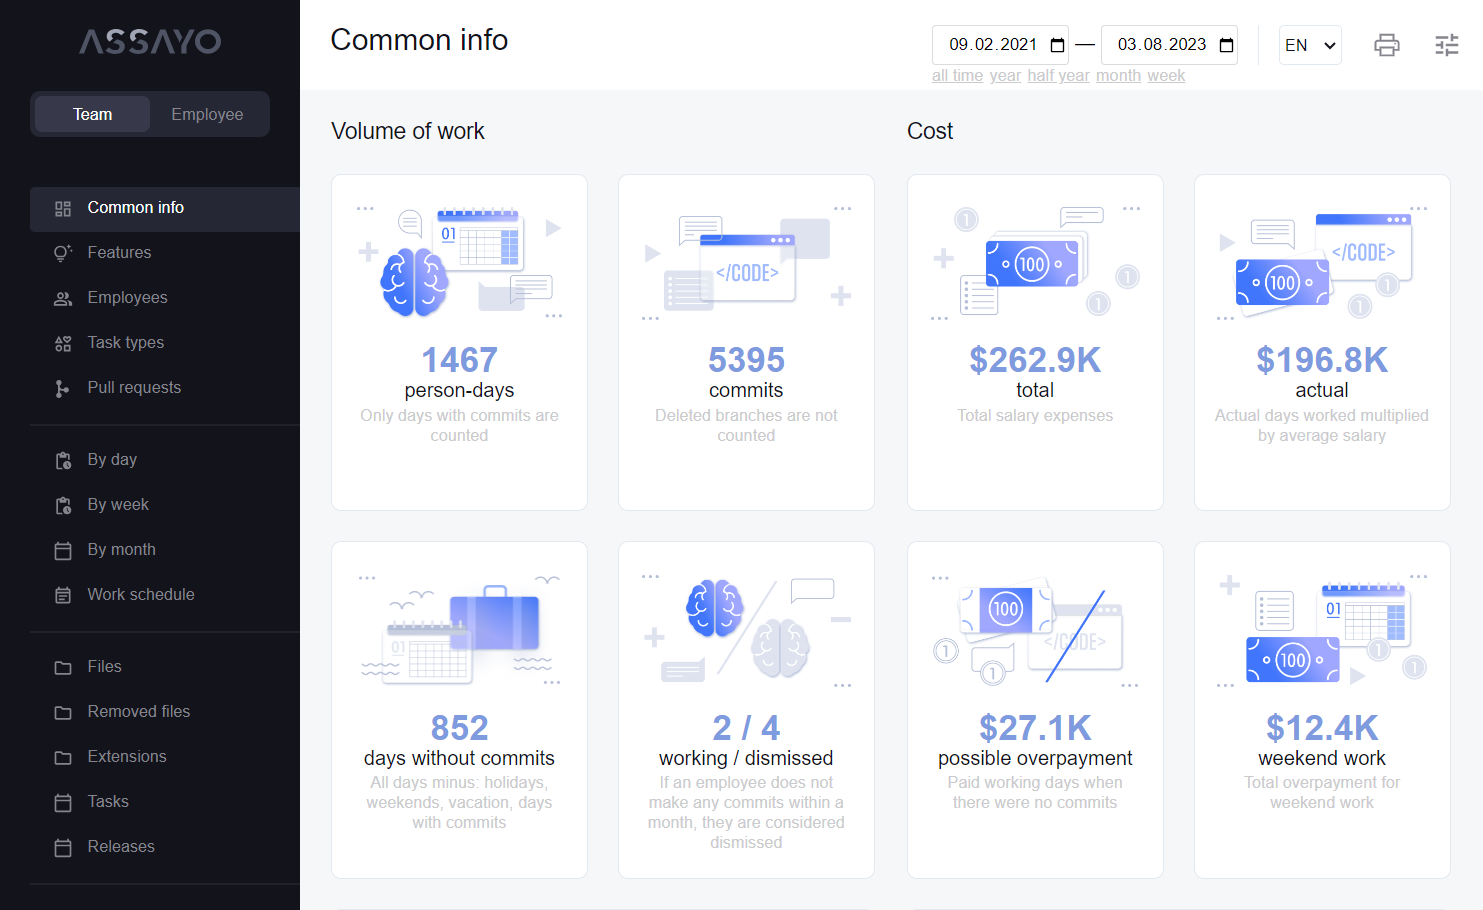 ASSAYO
Team
Employee
Common info
Features
Employees
Task types
Pull requests
By day
By week
By month
Work schedule
Files
Removed files
Extensions
Tasks
Releases
Common info
09.02.2021 — 03.08.2023
EN
all time year half year month week
Volume of work
01
1467
person-days
Only days with commits are
counted
</CODE>
5395
commits
Deleted branches are not
counted
01
852
days without commits
All days minus: holidays,
weekends, vacation, days
with commits
2 / 4
working / dismissed
If an employee does not
make any commits within a
month, they are considered
dismissed
Cost
1
100
1
1
$262.9K
total
Total salary expenses
</CODE>
100
1
1
$196.8K
actual
Actual days worked multiplied
by average salary
100
</CODE>
1
1
$27.1K
possible overpayment
Paid working days when
there were no commits
01
100
1
1
$12.4K
weekend work
Total overpayment for
weekend work